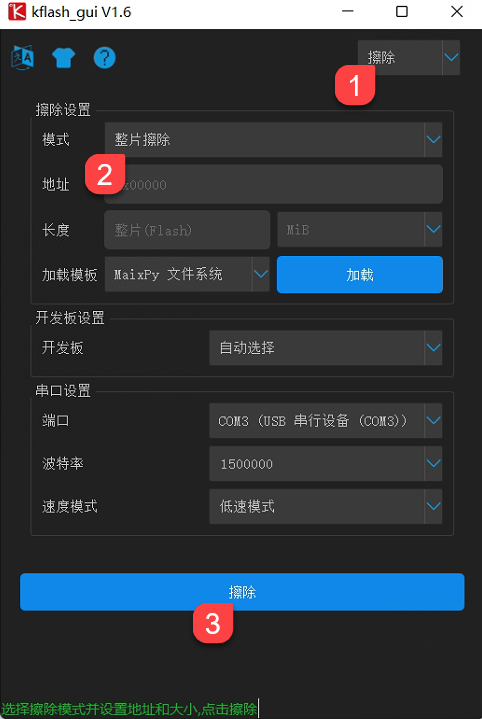 kflash_gui V1.6
擦除
1
擦除设置
模式 整片擦除
2
地址 x00000
长度 整片(Flash) MiB
加载模板 MaixPy 文件系统 加载
开发板设置
开发板 自动选择
串口设置
端口 COM3 (USB 串行设备 (COM3))
波特率 1500000
速度模式 低速模式
擦除
3
选择擦除模式并设置地址和大小,点击擦除